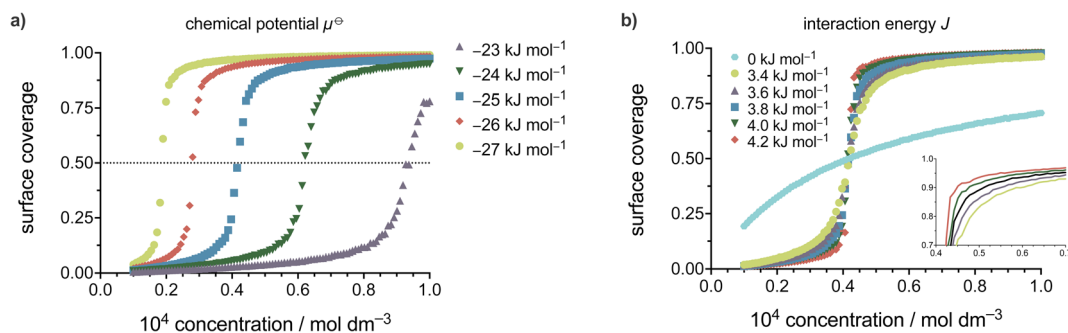 a)
chemical potential μ⊖
surface coverage
1.00
0.75
0.50
0.25
0.00
0.0
0.2
0.4
0.6
0.8
1.0
10⁴ concentration / mol dm⁻³
−23 kJ mol⁻¹
−24 kJ mol⁻¹
−25 kJ mol⁻¹
−26 kJ mol⁻¹
−27 kJ mol⁻¹
b)
interaction energy J
surface coverage
1.00
0.75
0.50
0.25
0.00
0 kJ mol⁻¹
3.4 kJ mol⁻¹
3.6 kJ mol⁻¹
3.8 kJ mol⁻¹
4.0 kJ mol⁻¹
4.2 kJ mol⁻¹
1.0
0.9
0.8
0.7
0.4
0.5
0.6
0.7
0.0
0.2
0.4
0.6
0.8
1.0
10⁴ concentration / mol dm⁻³